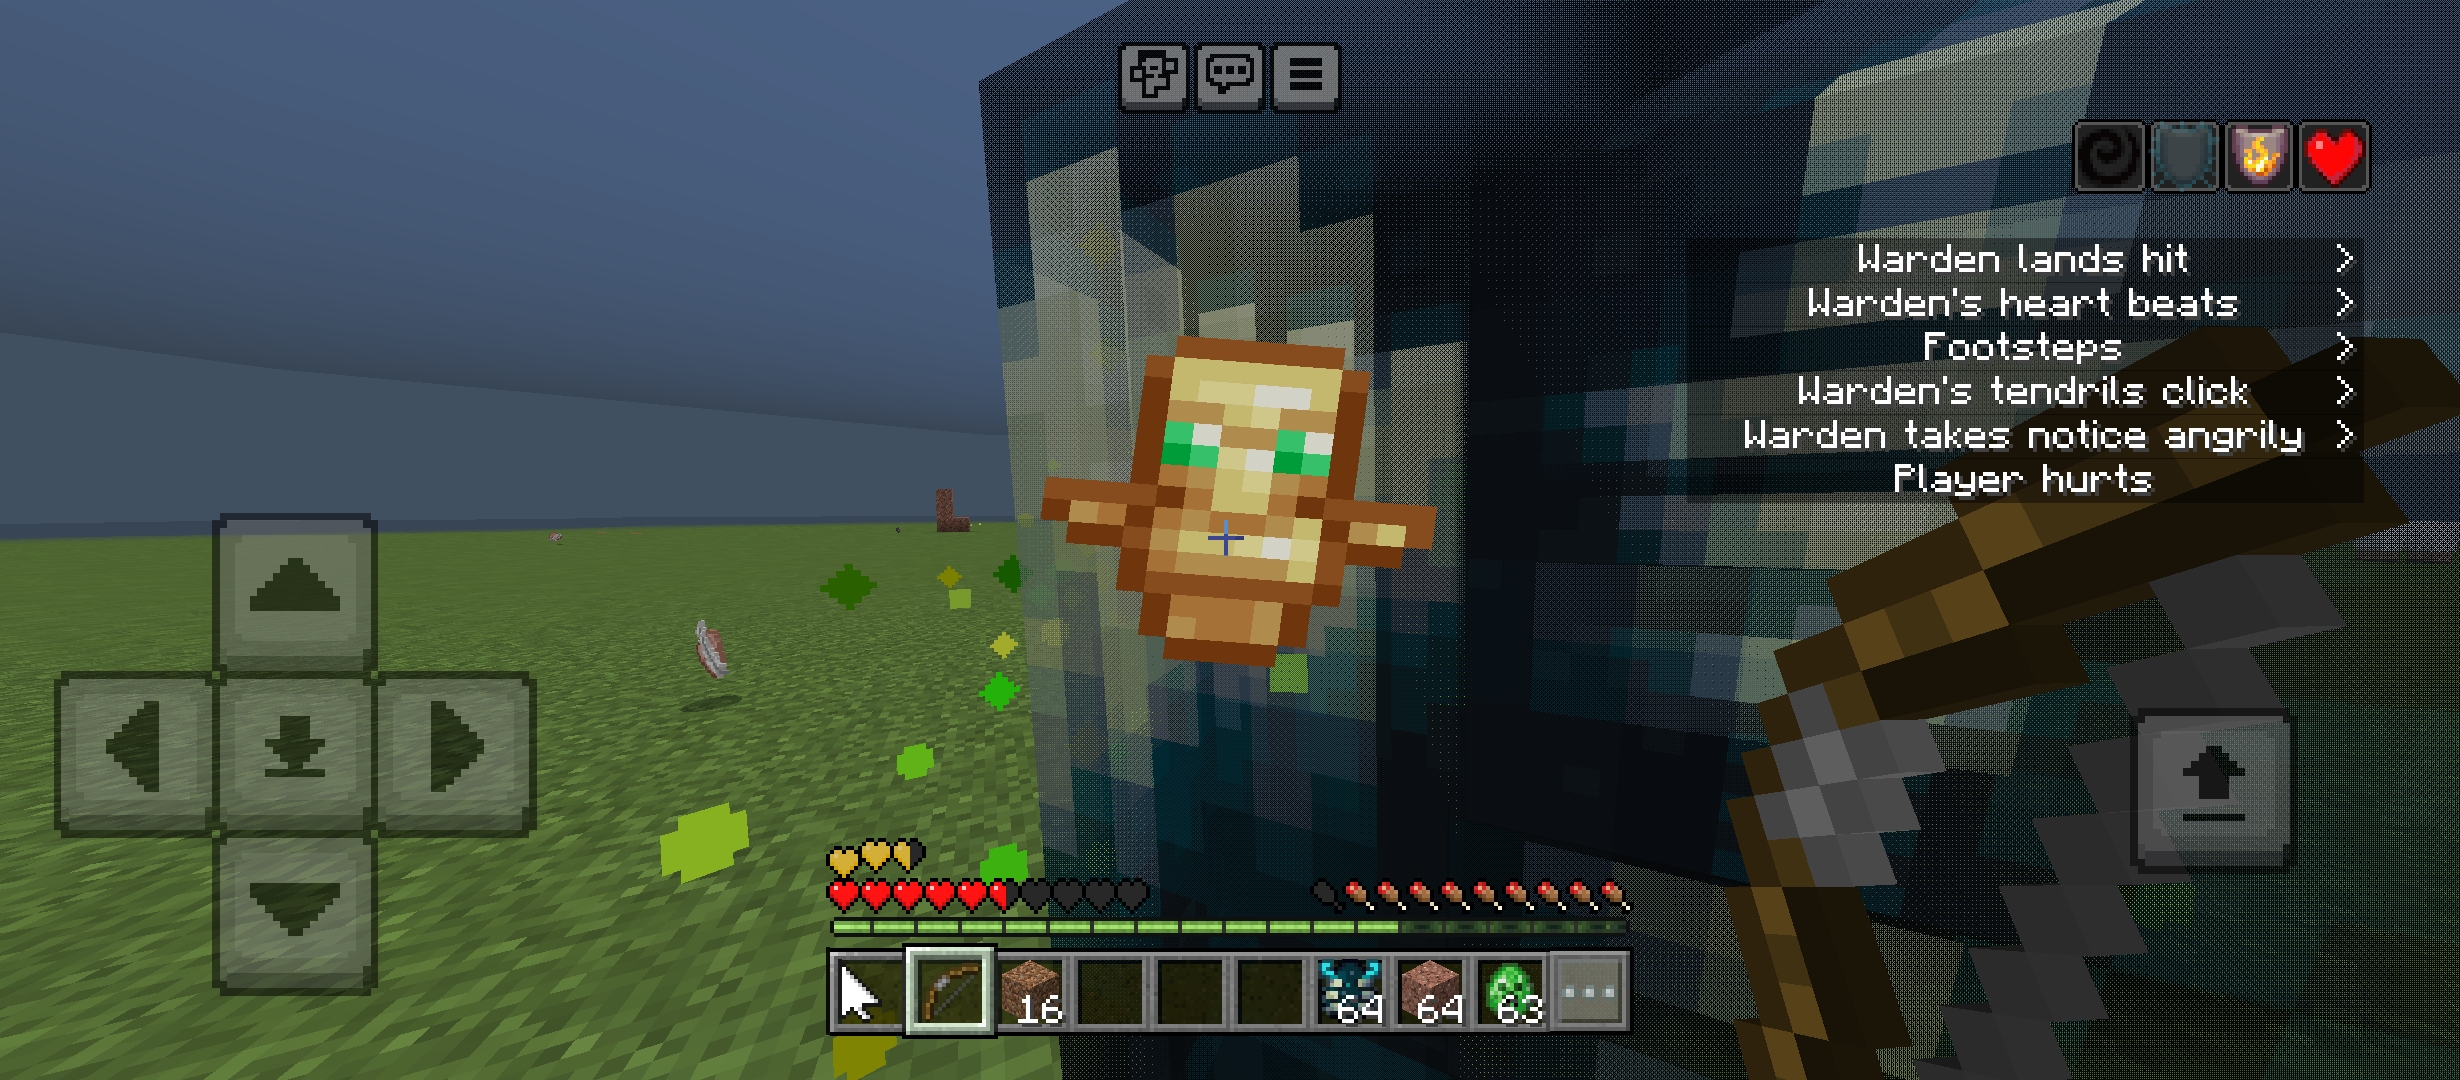 Warden lands hit >
Warden's heart beats >
Footsteps >
Warden's tendrils click >
Warden takes notice angrily >
Player hurts
16
64
64
63